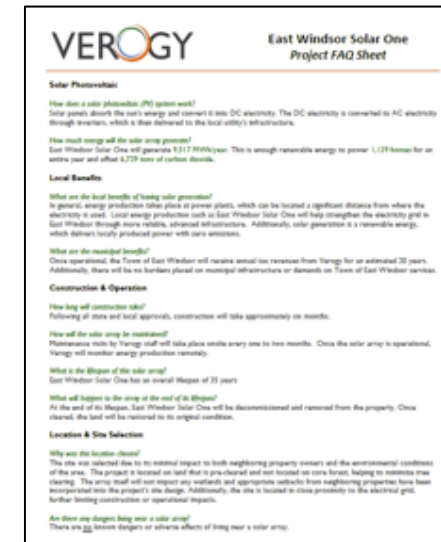 VEROGY
East Windsor Solar One
Project FAQ Sheet
Solar Photovoltaic
How does a solar photovoltaic (PV) system work?
Solar panels absorb the sun's energy and convert it into DC electricity. The DC electricity is converted to AC electricity
through inverters, which is then delivered to the local utility's infrastructure.
How much energy will the solar array generate?
East Windsor Solar One will generate 9,517 MWh/year. This is enough renewable energy to power 1,129 homes for an
entire year and offset 6,729 tons of carbon dioxide.
Local Benefits
What are the local benefits of having solar generation?
In general, energy production takes place at power plants, which can be located a significant distance from where the
electricity is used. Local energy production such as East Windsor Solar One will help strengthen the electricity grid in
East Windsor through more reliable, advanced infrastructure. Additionally, solar generation is a renewable energy,
which delivers locally produced power with zero emissions.
What are the municipal benefits?
Once operational, the Town of East Windsor will receive annual tax revenues from Verogy for an estimated 20 years.
Additionally, there will be no burdens placed on municipal infrastructure or demands on Town of East Windsor services.
Construction & Operation
How long will construction take?
Following all state and local approvals, construction will take approximately six months.
How will the solar array be maintained?
Maintenance visits by Verogy staff will take place onsite every one to two months. Once the solar array is operational,
Verogy will monitor energy production remotely.
What is the lifespan of this solar array?
East Windsor Solar One has an overall lifespan of 35 years
What will happen to the array at the end of its lifespan?
At the end of its lifespan, East Windsor Solar One will be decommissioned and removed from the property. Once
cleared, the land will be restored to its original condition.
Location & Site Selection
Why was this location chosen?
The site was selected due to its minimal impact to both neighboring property owners and the environmental conditions
of the area. The project is located on land that is pre-cleared and not located on core forest, helping to minimize tree
clearing. The array itself will not impact any wetlands and appropriate setbacks from neighboring properties have been
incorporated into the project's site design. Additionally, the site is located in close proximity to the electrical grid,
further limiting construction or operational impacts.
Are there any dangers living near a solar array?
There are no known dangers or adverse effects of living near a solar array.